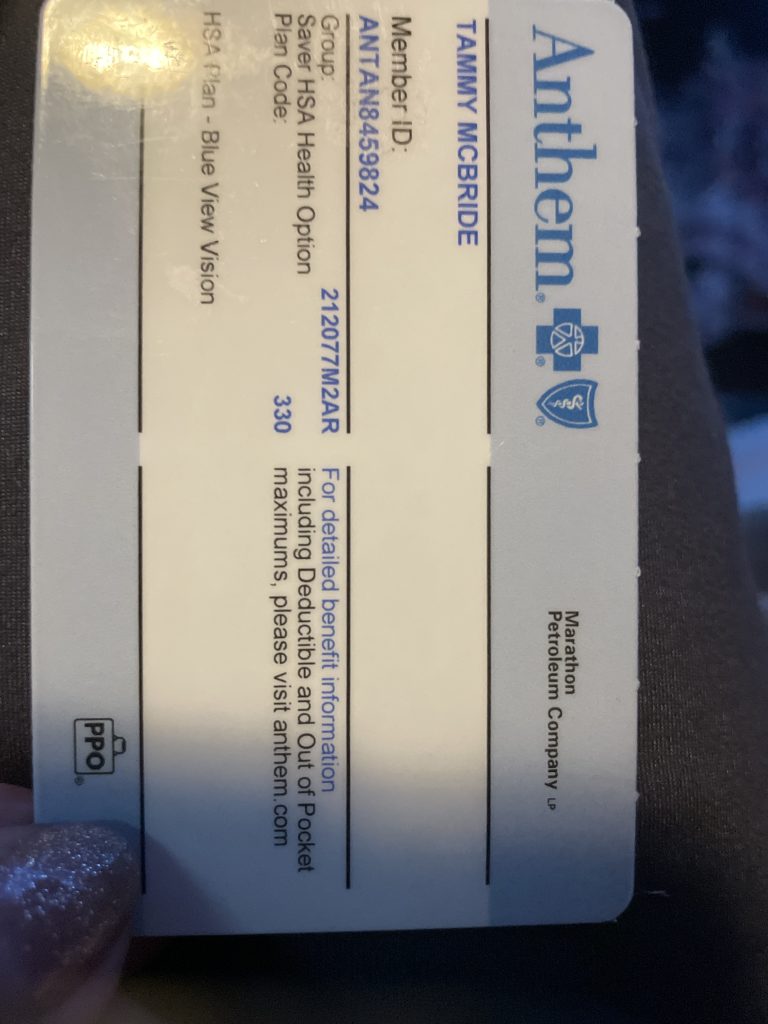 Anthem
Marathon
Petroleum Company LP
TAMMY MCBRIDE
Member ID:
ANTAN8459824
Group: 212077M2AR
Saver HSA Health Option
Plan Code: 330
For detailed benefit information
including Deductible and Out of Pocket
maximums, please visit anthem.com
HSA Plan - Blue View Vision
PPO